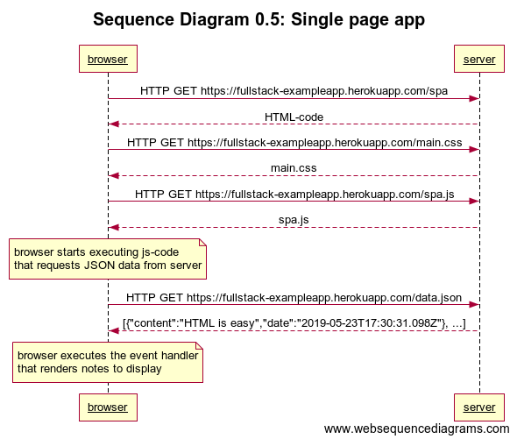 Sequence Diagram 0.5: Single page app
browser
server
HTTP GET https://fullstack-exampleapp.herokuapp.com/spa
HTML-code
HTTP GET https://fullstack-exampleapp.herokuapp.com/main.css
main.css
HTTP GET https://fullstack-exampleapp.herokuapp.com/spa.js
spa.js
browser starts executing js-code
that requests JSON data from server
HTTP GET https://fullstack-exampleapp.herokuapp.com/data.json
[{"content":"HTML is easy","date":"2019-05-23T17:30:31.098Z"}, ...]
browser executes the event handler
that renders notes to display
browser
server
www.websequencediagrams.com